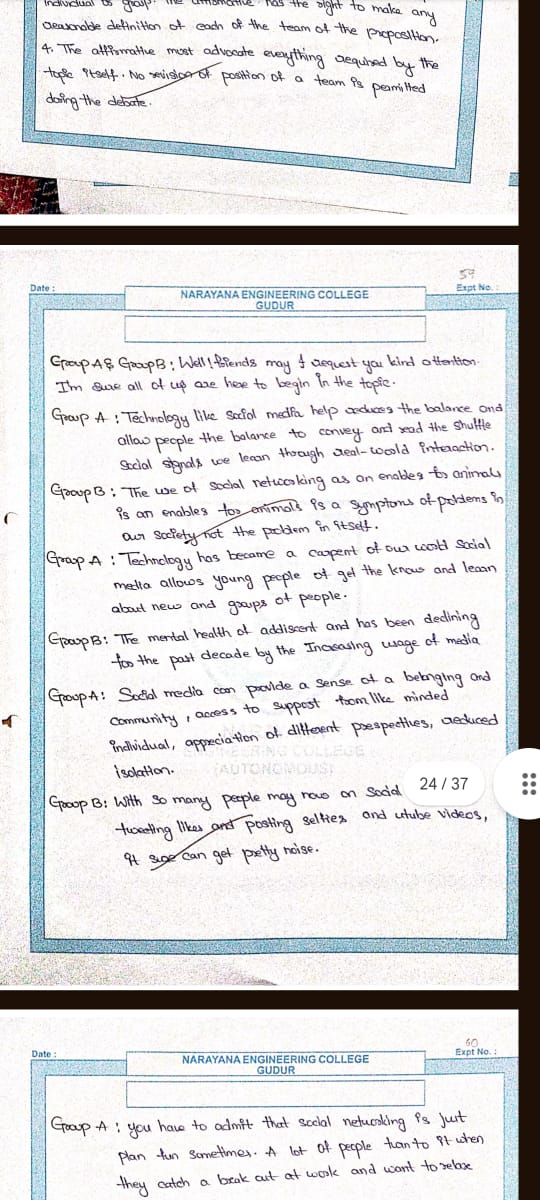 individual or group. The affirmative has the right to make any
reasonable definition of each of the team of the proposition.
4. The affirmative must advocate everything required by the
topic itself. No revision of position of a team is permitted
doing the debate.
59
Date :
Expt No. :
NARAYANA ENGINEERING COLLEGE
GUDUR
Group A & Group B : Well! friends may I request you kind attention.
I'm sure all of us are here to begin in the topic.
Group A : Technology like social media help reduces the balance and
allow people the balance to convey and read the shuttle
social signals we lean through real-world interaction.
Group B : The use of social networking as an enables to animals
is an enables too animals is a symptoms of problems in
our society not the problem in itself.
Group A : Technology has became a carpent of our world social
media allows young people of get the know and lean
about new and groups of people.
Group B : The mental health of addiscent and has been declining
too the past decade by the Increasing usage of media
Group A : Social media can provide a sense of a belonging and
community, access to support from like minded
individual, appreciation of different prespecthes, reduced
isolation.
ENGINEERING COLLEGE
(AUTONOMOUS)
Group B : With so many people may now on social
24 / 37
tweeting likes and posting selfies and utube videos,
it sure can get pretty noise.
60
Date :
Expt No. :
NARAYANA ENGINEERING COLLEGE
GUDUR
Group A : you have to admit that social networking is just
plan fun sometimes. A lot of people to it when
they catch a break out at work and want to relax